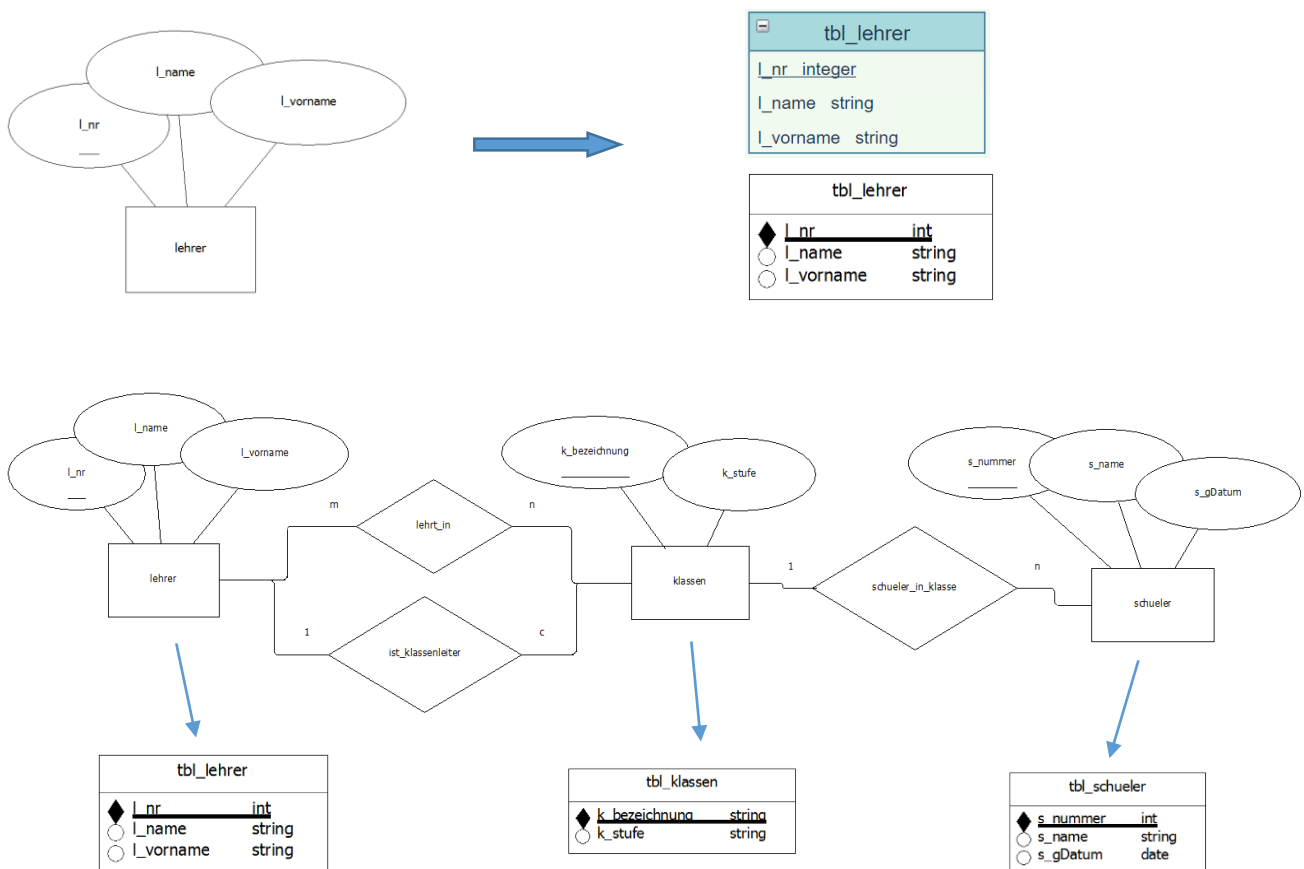 l_name
l_vorname
l_nr
lehrer
tbl_lehrer
l_nr integer
l_name string
l_vorname string
tbl_lehrer
l_nr int
l_name string
l_vorname string
l_name
l_vorname
l_nr
lehrer
m
lehrt_in
n
1
ist_klassenleiter
c
k_bezeichnung
k_stufe
klassen
1
schueler_in_klasse
n
s_nummer
s_name
s_gDatum
schueler
tbl_lehrer
l_nr int
l_name string
l_vorname string
tbl_klassen
k_bezeichnung string
k_stufe string
tbl_schueler
s_nummer int
s_name string
s_gDatum date